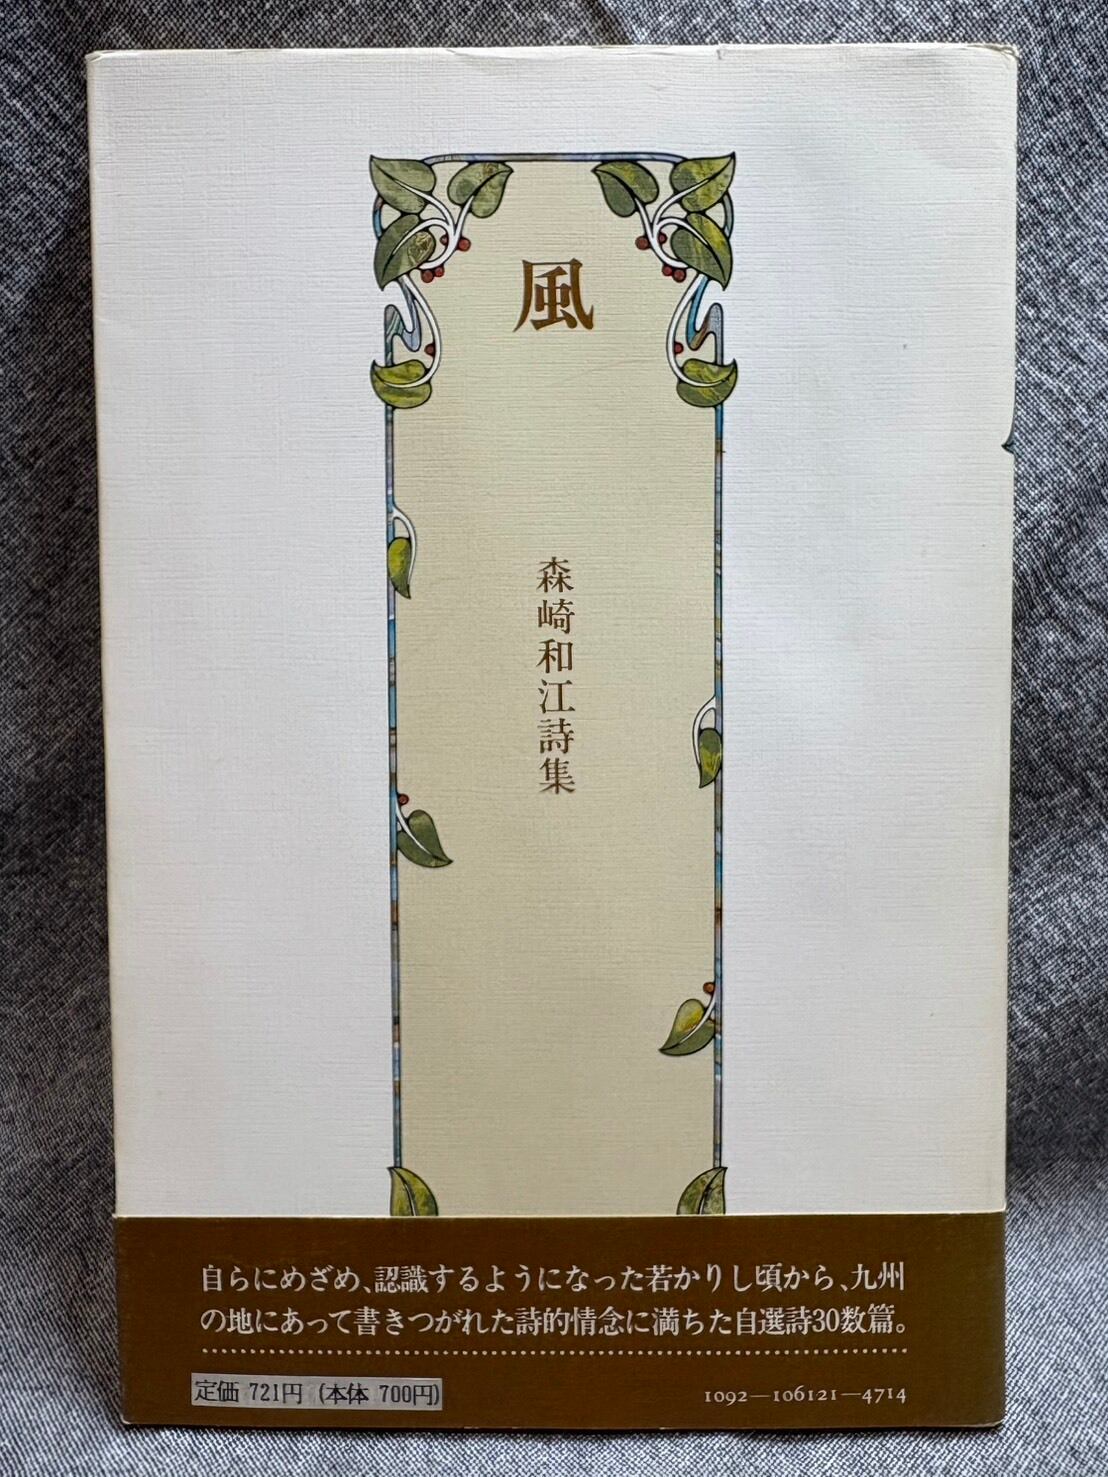 風
森崎和江詩集
自らにめざめ、認識するようになった若かりし頃から、九州
の地にあって書きつがれた詩的情念に満ちた自選詩30数篇。
定価 721円 (本体 700円)
1092—106121—4714